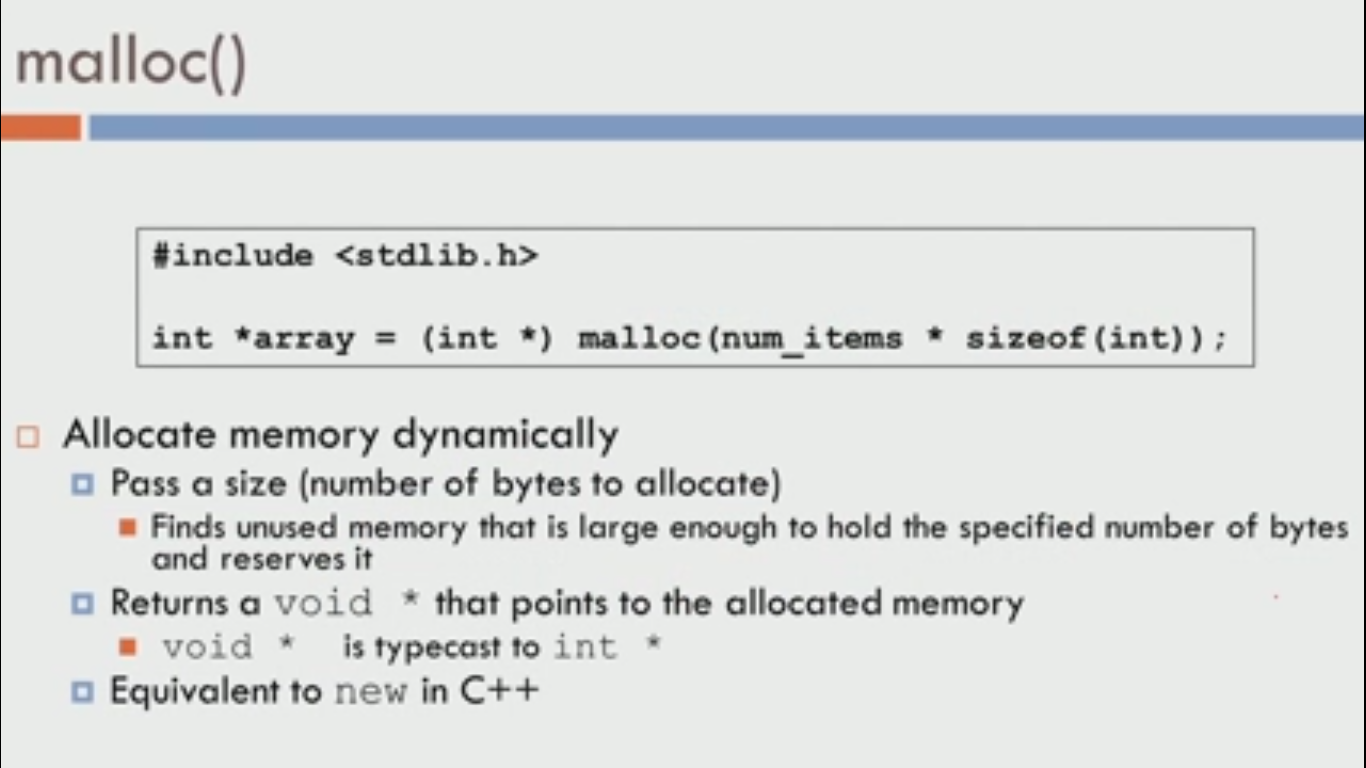 malloc()
#include <stdlib.h>
int *array = (int *) malloc(num_items * sizeof(int));
Allocate memory dynamically
Pass a size (number of bytes to allocate)
Finds unused memory that is large enough to hold the specified number of bytes
and reserves it
Returns a void * that points to the allocated memory
void * is typecast to int *
Equivalent to new in C++